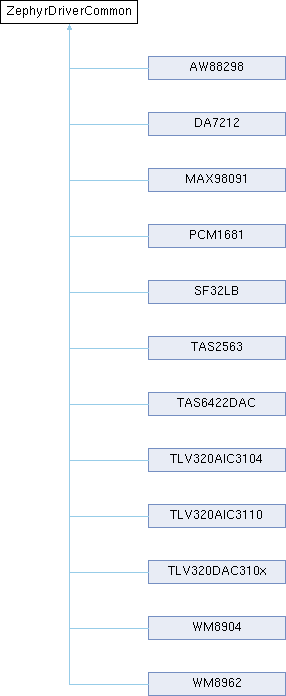 ZephyrDriverCommon
AW88298
DA7212
MAX98091
PCM1681
SF32LB
TAS2563
TAS6422DAC
TLV320AIC3104
TLV320AIC3110
TLV320DAC310x
WM8904
WM8962